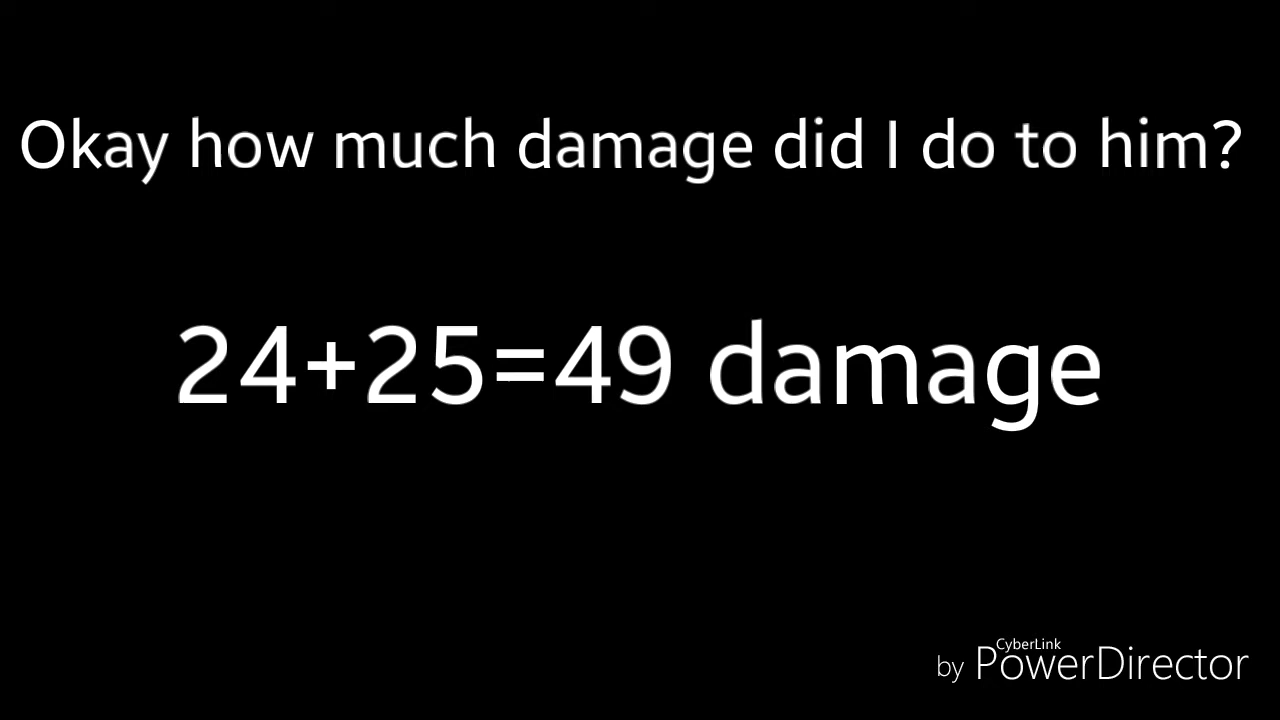 Okay how much damage did I do to him?
24+25=49 damage
CyberLink
by PowerDirector